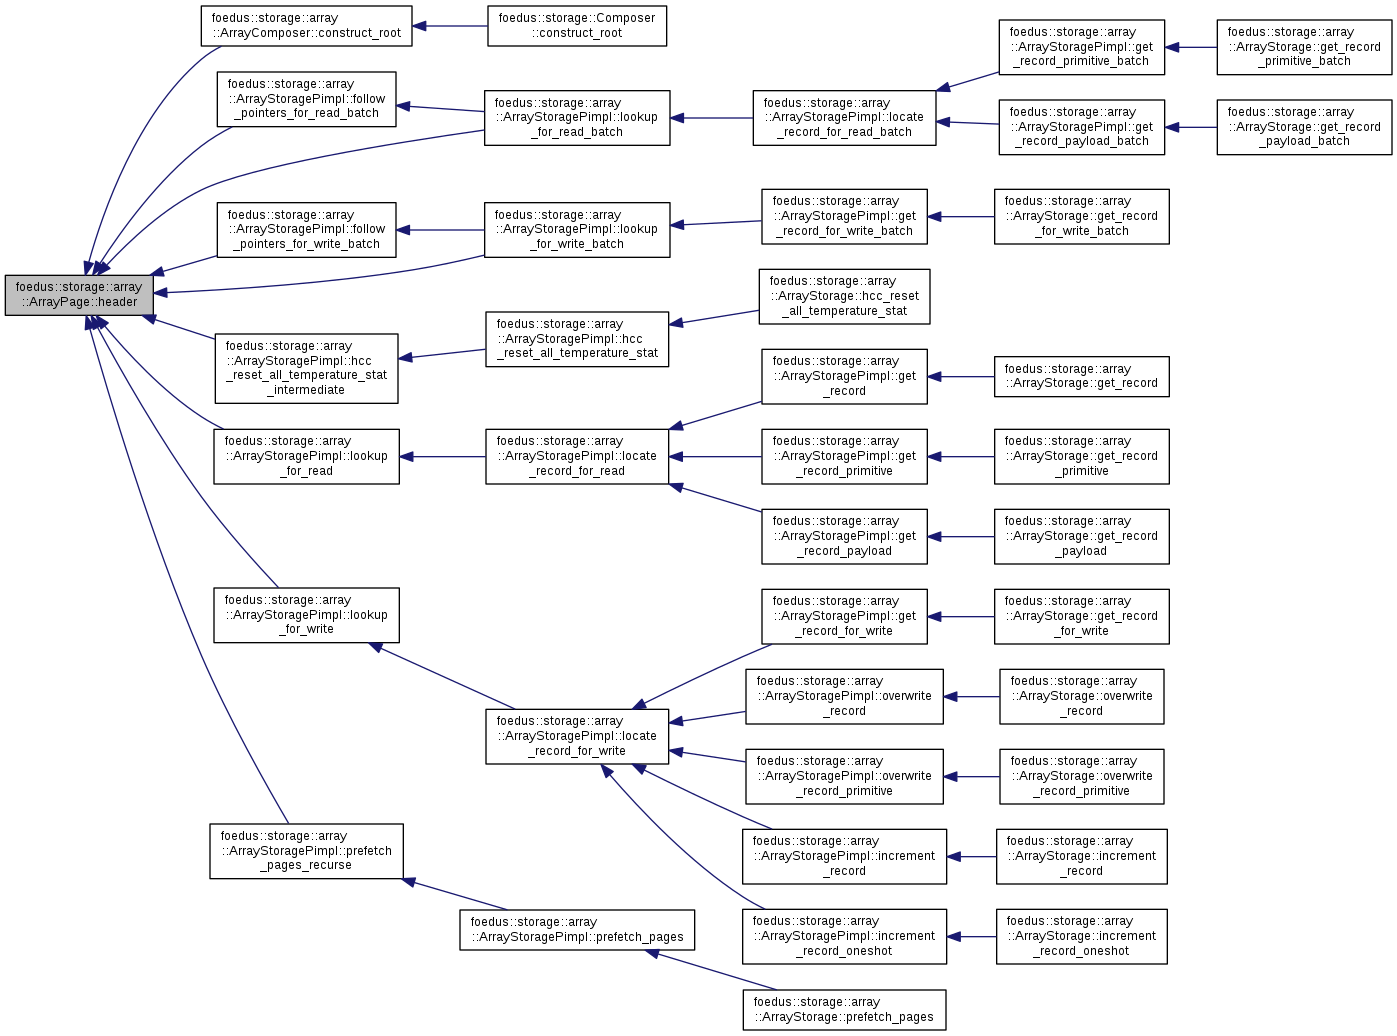 foedus::storage::array
::ArrayPage::header
foedus::storage::array
::ArrayComposer::construct_root
foedus::storage::Composer
::construct_root
foedus::storage::array
::ArrayStoragePimpl::follow
_pointers_for_read_batch
foedus::storage::array
::ArrayStoragePimpl::lookup
_for_read_batch
foedus::storage::array
::ArrayStoragePimpl::locate
_record_for_read_batch
foedus::storage::array
::ArrayStoragePimpl::get
_record_primitive_batch
foedus::storage::array
::ArrayStorage::get_record
_primitive_batch
foedus::storage::array
::ArrayStoragePimpl::get
_record_payload_batch
foedus::storage::array
::ArrayStorage::get_record
_payload_batch
foedus::storage::array
::ArrayStoragePimpl::follow
_pointers_for_write_batch
foedus::storage::array
::ArrayStoragePimpl::lookup
_for_write_batch
foedus::storage::array
::ArrayStoragePimpl::get
_record_for_write_batch
foedus::storage::array
::ArrayStorage::get_record
_for_write_batch
foedus::storage::array
::ArrayStoragePimpl::hcc
_reset_all_temperature_stat
_intermediate
foedus::storage::array
::ArrayStoragePimpl::hcc
_reset_all_temperature_stat
foedus::storage::array
::ArrayStorage::hcc_reset
_all_temperature_stat
foedus::storage::array
::ArrayStoragePimpl::lookup
_for_read
foedus::storage::array
::ArrayStoragePimpl::locate
_record_for_read
foedus::storage::array
::ArrayStoragePimpl::get
_record
foedus::storage::array
::ArrayStorage::get_record
foedus::storage::array
::ArrayStoragePimpl::get
_record_primitive
foedus::storage::array
::ArrayStorage::get_record
_primitive
foedus::storage::array
::ArrayStoragePimpl::get
_record_payload
foedus::storage::array
::ArrayStorage::get_record
_payload
foedus::storage::array
::ArrayStoragePimpl::lookup
_for_write
foedus::storage::array
::ArrayStoragePimpl::locate
_record_for_write
foedus::storage::array
::ArrayStoragePimpl::get
_record_for_write
foedus::storage::array
::ArrayStorage::get_record
_for_write
foedus::storage::array
::ArrayStoragePimpl::overwrite
_record
foedus::storage::array
::ArrayStorage::overwrite
_record
foedus::storage::array
::ArrayStoragePimpl::overwrite
_record_primitive
foedus::storage::array
::ArrayStorage::overwrite
_record_primitive
foedus::storage::array
::ArrayStoragePimpl::increment
_record
foedus::storage::array
::ArrayStorage::increment
_record
foedus::storage::array
::ArrayStoragePimpl::increment
_record_oneshot
foedus::storage::array
::ArrayStorage::increment
_record_oneshot
foedus::storage::array
::ArrayStoragePimpl::prefetch
_pages_recurse
foedus::storage::array
::ArrayStoragePimpl::prefetch_pages
foedus::storage::array
::ArrayStorage::prefetch_pages